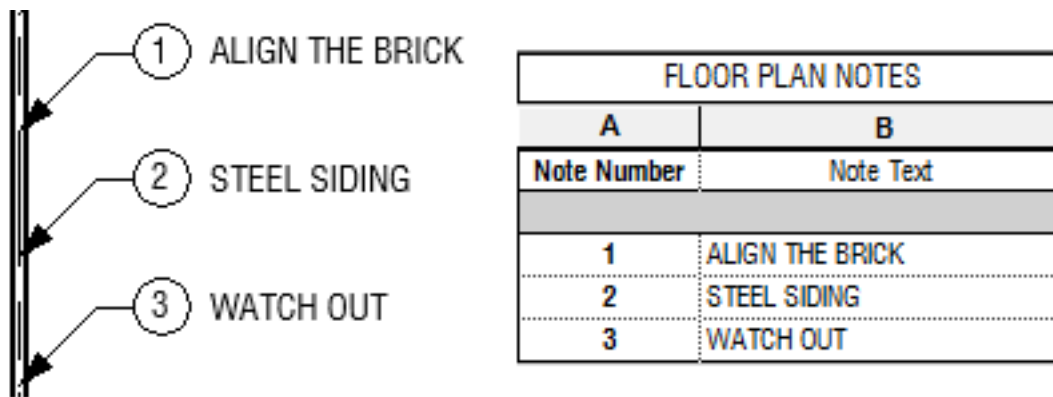 1 ALIGN THE BRICK
2 STEEL SIDING
3 WATCH OUT
FLOOR PLAN NOTES
A B
Note Number Note Text
1 ALIGN THE BRICK
2 STEEL SIDING
3 WATCH OUT